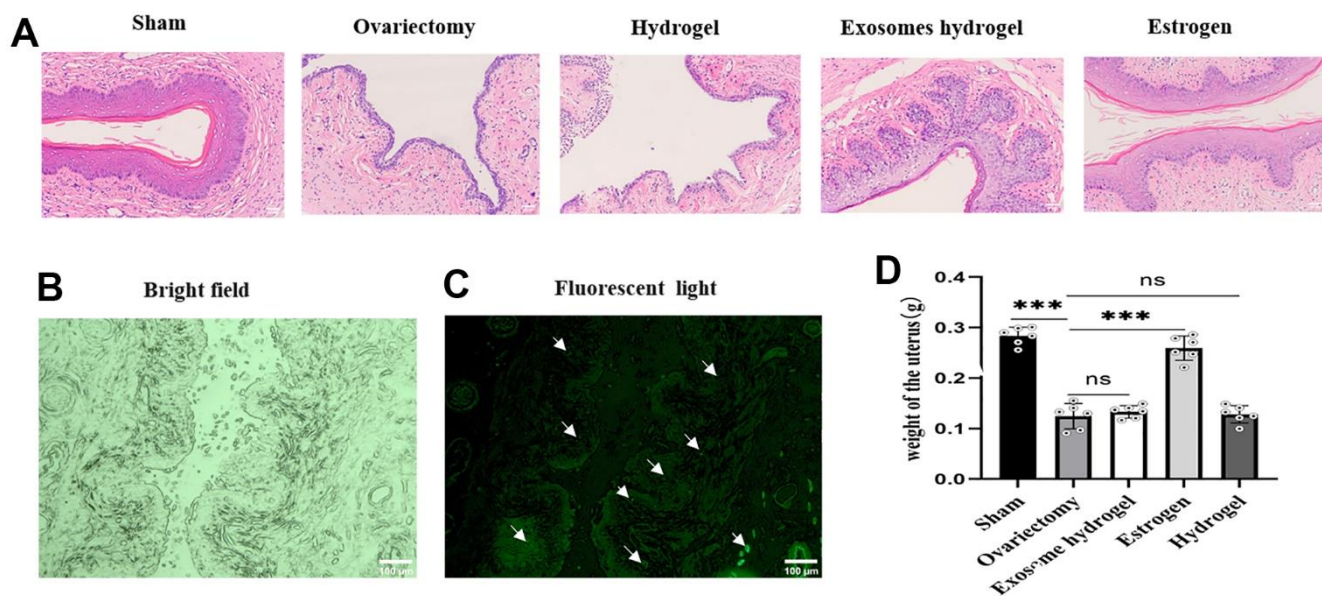 A
Sham
Ovariectomy
Hydrogel
Exosomes hydrogel
Estrogen
B
Bright field
100 μm
C
Fluorescent light
100 μm
D
weight of the uterus(g)
0.4
0.3
0.2
0.1
0.0
***
ns
***
ns
Sham
Ovariectomy
Exosome hydrogel
Estrogen
Hydrogel